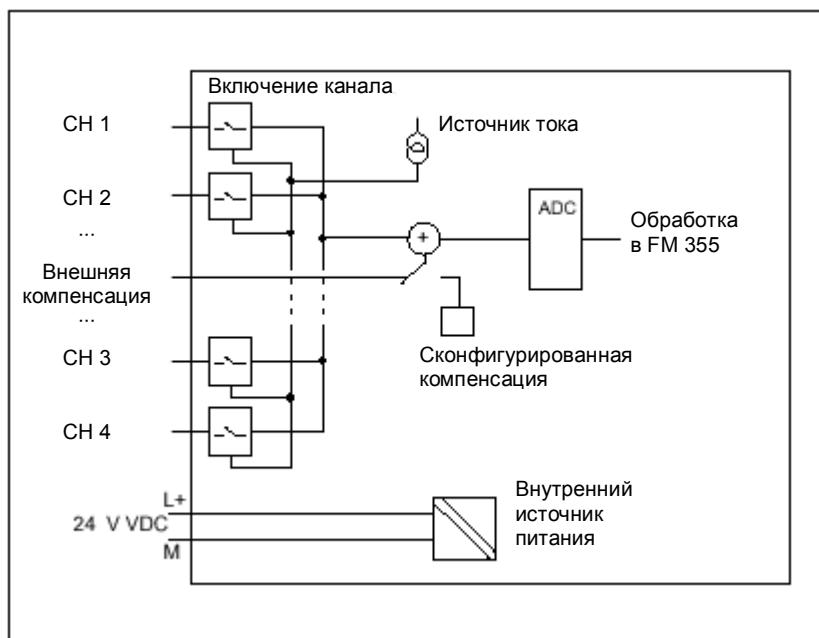 Включение канала
CH 1
Источник тока
CH 2
...
ADC
Обработка
в FM 355
Внешняя
компенсация
...
CH 3
Сконфигурированная
компенсация
CH 4
L+
24 V VDC
M
Внутренний
источник
питания